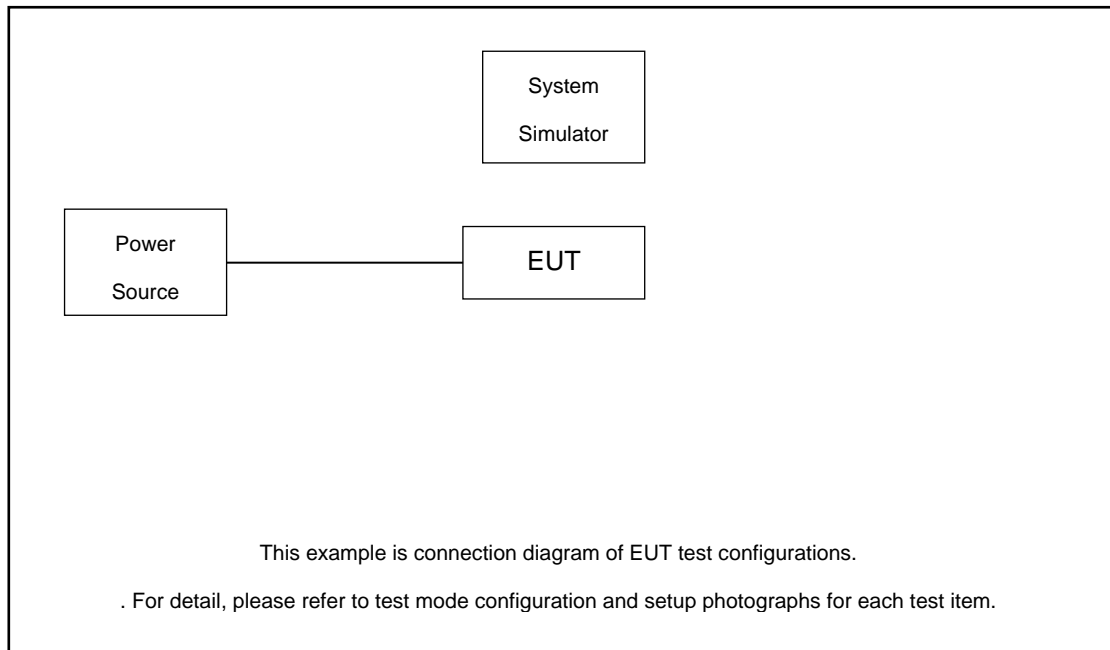 System
Simulator
Power
Source
EUT
This example is connection diagram of EUT test configurations.
. For detail, please refer to test mode configuration and setup photographs for each test item.